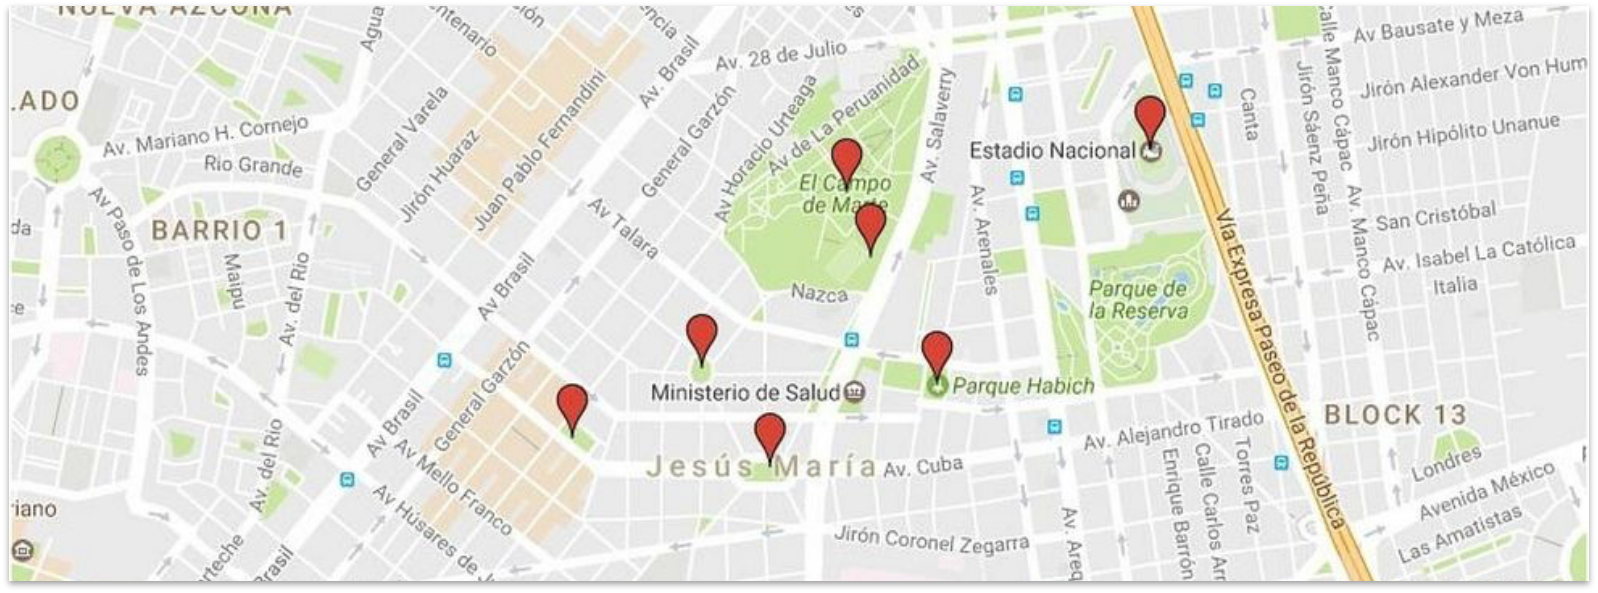 NUEVA AZCONA
Av. 28 de Julio
Av. Brasil
Av Bausate y Meza
Calle Manco Cápac
Jirón Alexander Von Hum
Canta
Jirón Sáenz Peña
Jirón Hipólito Unanue
.ADO
Av. Mariano H. Cornejo
Rio Grande
General Varela
Jirón Huaraz
Juan Pablo Fernandini
General Garzón
Av Horacio Urteaga
Av de La Peruanidad
Av. Salaverry
Estadio Nacional
El Campo
de Marte
Av. Arenales
Av Paso de Los Andes
BARRIO 1
Maipu
Av. del Rio
Av Brasil
Av Talara
Nazca
San Cristóbal
Av. Isabel La Católica
Italia
Av. Manco Cápac
Vía Expresa Paseo de la República
Parque de
la Reserva
Ministerio de Salud
Parque Habich
General Garzón
Av Brasil
Av. del Rio
Av Mello Franco
Av Húsares de J
Jesús María
Av. Cuba
Av. Alejandro Tirado
BLOCK 13
Enrique Barrón
Calle Carlos Arr
Torres Paz
Londres
Avenida México
Las Amatistas
Jirón Coronel Zegarra
Av. Areq
riano
rteche
Brasil